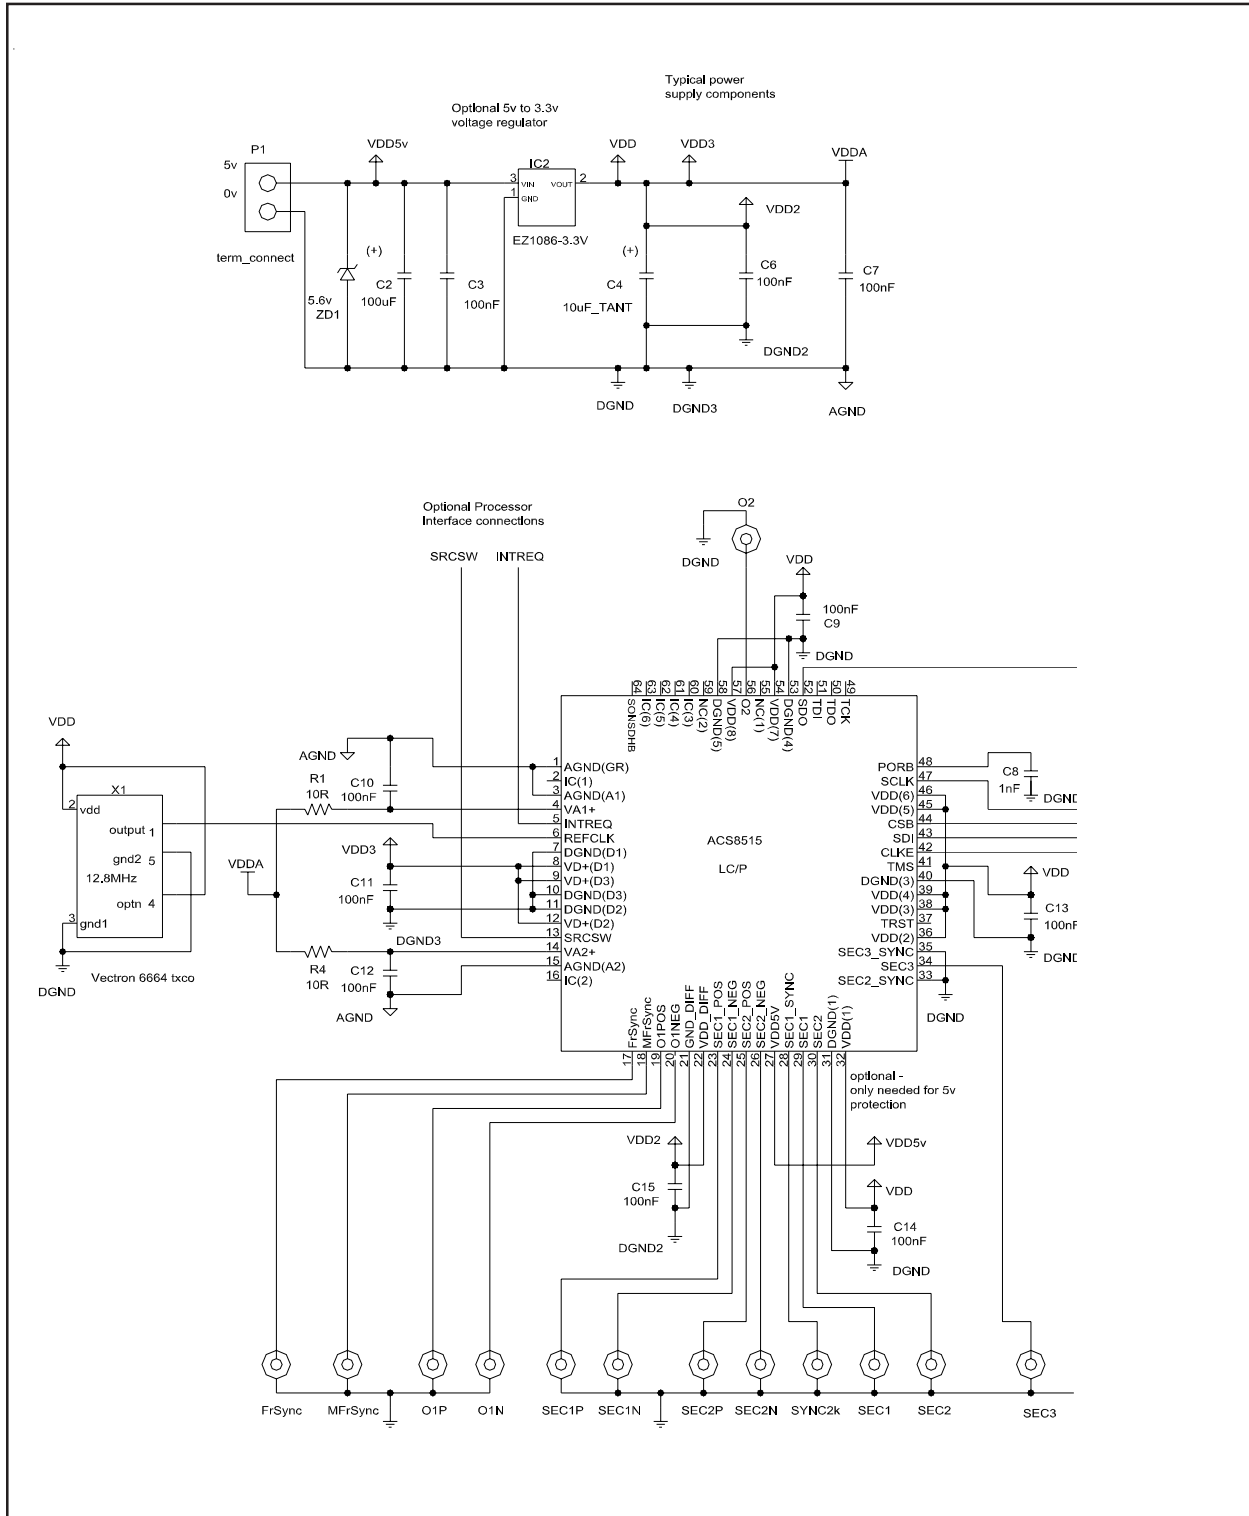 Typical power
supply components
Optional 5v to 3.3v
voltage regulator
P1
VDD5v
VDD
VDD3
VDDA
5v
IC2
3
VIN
VOUT
2
0v
1
GND
VDD2
EZ1086-3.3V
term_connect
(+)
(+)
C2
100uF
C3
100nF
C4
10uF_TANT
C6
100nF
C7
100nF
5.6v
ZD1
DGND2
DGND
DGND3
AGND
Optional Processor
Interface connections
O2
SRCSW
INTREQ
DGND
VDD
100nF
C9
DGND
64
63
62
61
60
59
58
57
56
55
54
53
52
51
50
49
SONSDHB
IC(6)
IC(5)
IC(4)
IC(3)
NC(2)
DGND(5)
VDD(8)
O2
NC(1)
VDD(7)
DGND(4)
SDO
TDI
TDO
TCK
VDD
AGND
R1
10R
C10
100nF
X1
2
vdd
output
1
gnd2
5
12.8MHz
optn
4
3
gnd1
Vectron 6664 txco
DGND
VDDA
VDD3
C11
100nF
DGND3
R4
10R
C12
100nF
AGND
1
AGND(GR)
2
IC(1)
3
AGND(A1)
4
VA1+
5
INTREQ
6
REFCLK
7
DGND(D1)
8
VD+(D1)
9
VD+(D3)
10
DGND(D3)
11
DGND(D2)
12
VD+(D2)
13
SRCSW
14
VA2+
15
AGND(A2)
16
IC(2)
ACS8515
LC/P
PORB
48
SCLK
47
VDD(6)
46
VDD(5)
45
CSB
44
SDI
43
CLKE
42
TMS
41
DGND(3)
40
VDD(4)
39
VDD(3)
38
TRST
37
VDD(2)
36
SEC3_SYNC
35
SEC3
34
SEC2_SYNC
33
C8
1nF
DGND
VDD
C13
100nF
DGND
DGND
FrSync
MFrSync
O1POS
O1NEG
GND_DIFF
VDD_DIFF
SEC1_POS
SEC1_NEG
SEC2_POS
SEC2_NEG
VDD5V
SEC1_SYNC
SEC1
SEC2
DGND(1)
VDD(1)
17
18
19
20
21
22
23
24
25
26
27
28
29
30
31
32
optional -
only needed for 5v
protection
VDD2
VDD5v
C15
100nF
VDD
C14
100nF
DGND2
DGND
FrSync
MFrSync
O1P
O1N
SEC1P
SEC1N
SEC2P
SEC2N
SYNC2k
SEC1
SEC2
SEC3